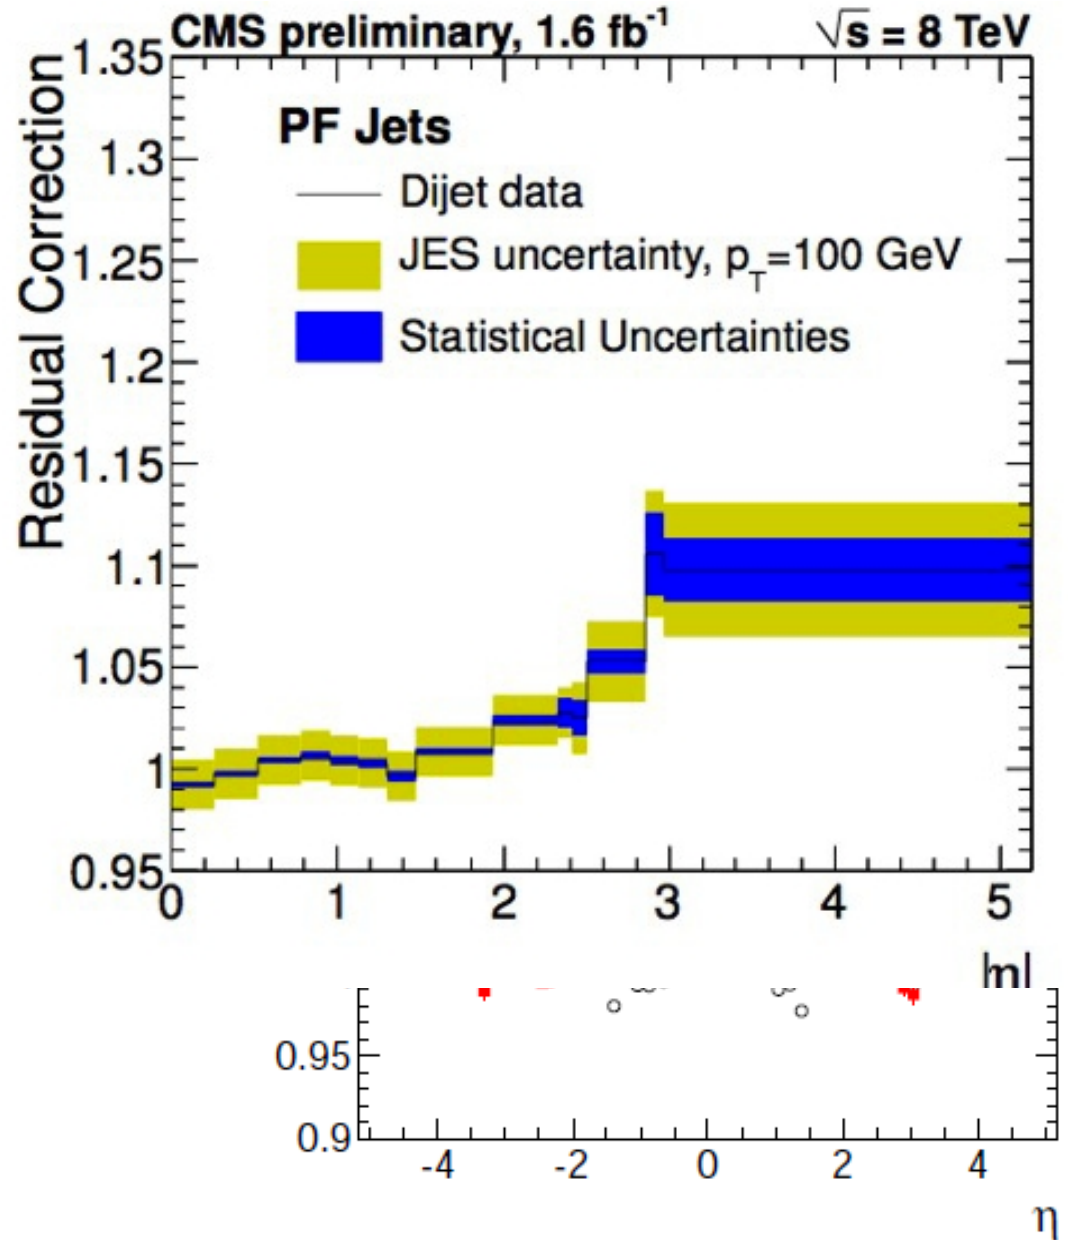 CMS preliminary, 1.6 fb⁻¹ √s = 8 TeV
1.35
1.3
1.25
1.2
1.15
1.1
1.05
1
0.95
Residual Correction
PF Jets
Dijet data
JES uncertainty, p_T=100 GeV
Statistical Uncertainties
0 1 2 3 4 5
|η|
0.95
0.9
-4 -2 0 2 4
η